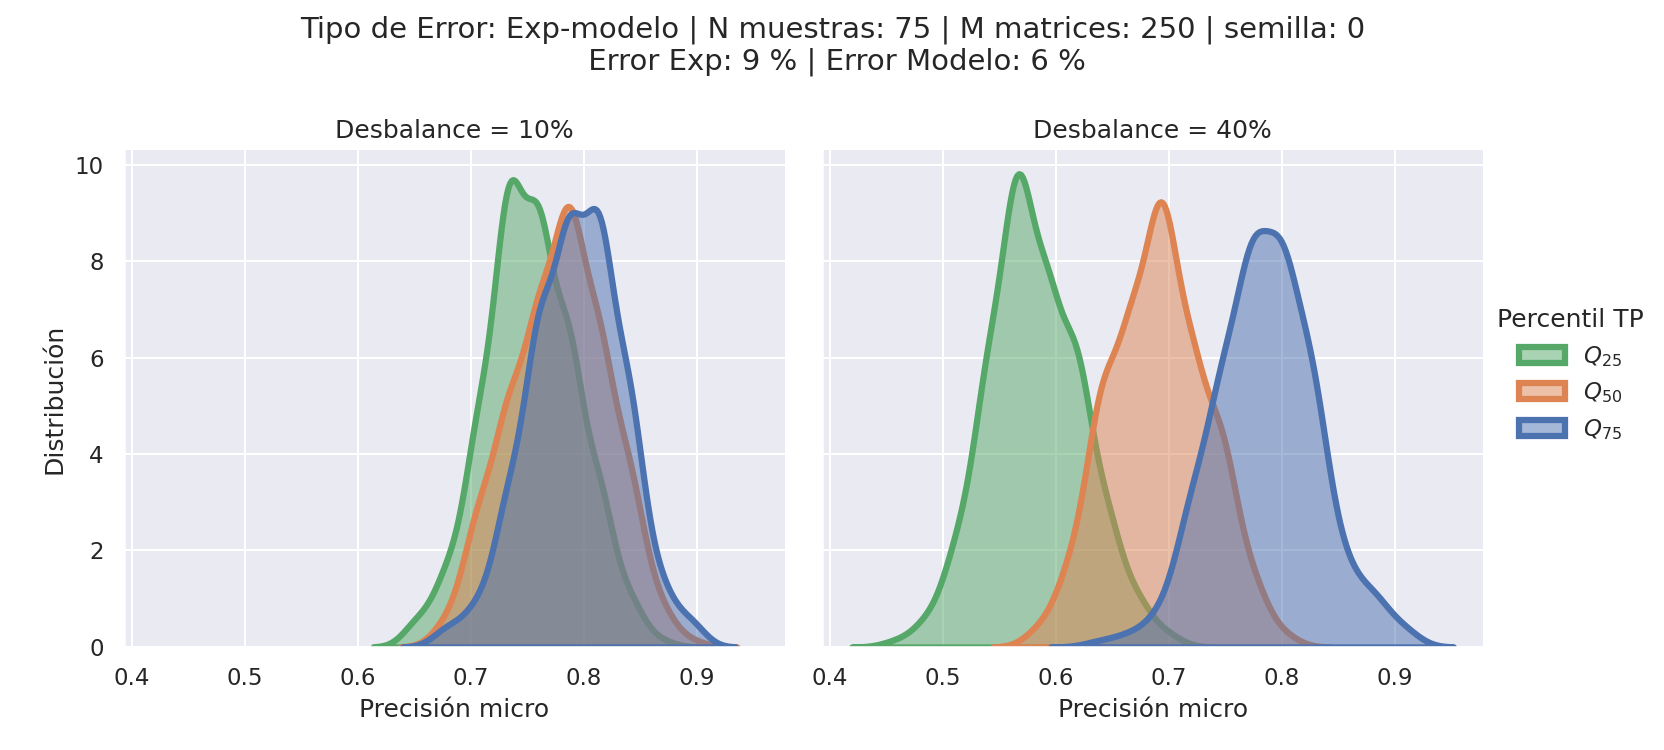 Tipo de Error: Exp-modelo | N muestras: 75 | M matrices: 250 | semilla: 0
Error Exp: 9 % | Error Modelo: 6 %
Desbalance = 10%
Desbalance = 40%
Distribución
10
8
6
4
2
0
0.4 0.5 0.6 0.7 0.8 0.9
0.4 0.5 0.6 0.7 0.8 0.9
Precisión micro
Precisión micro
Percentil TP
Q25
Q50
Q75